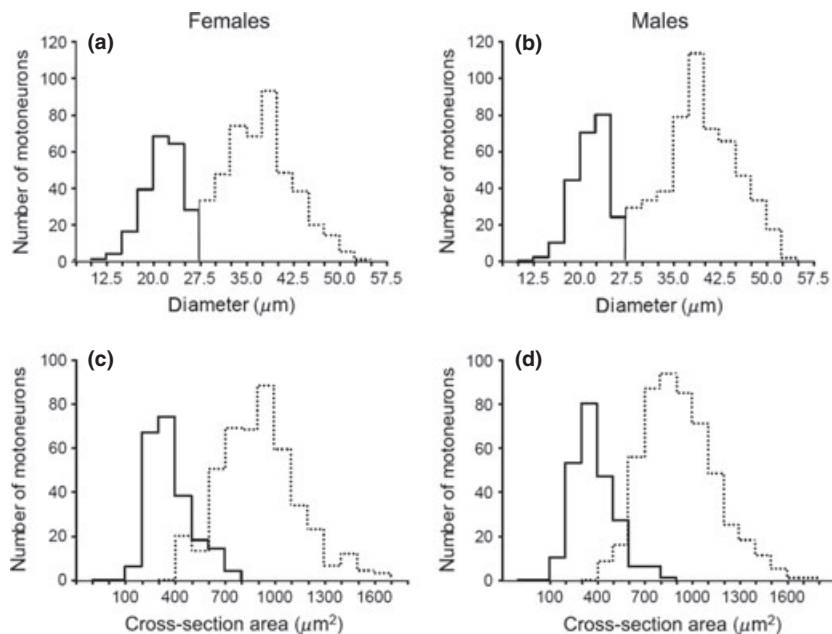 Females Males
(a) (b)
120 120
100 100
80 80
60 60
40 40
20 20
0 0
Number of motoneurons Number of motoneurons
12.5 20.0 27.5 35.0 42.5 50.0 57.5 12.5 20.0 27.5 35.0 42.5 50.0 57.5
Diameter (μm) Diameter (μm)
(c) (d)
100 100
80 80
60 60
40 40
20 20
0 0
Number of motoneurons Number of motoneurons
100 400 700 1000 1300 1600 100 400 700 1000 1300 1600
Cross-section area (μm²) Cross-section area (μm²)